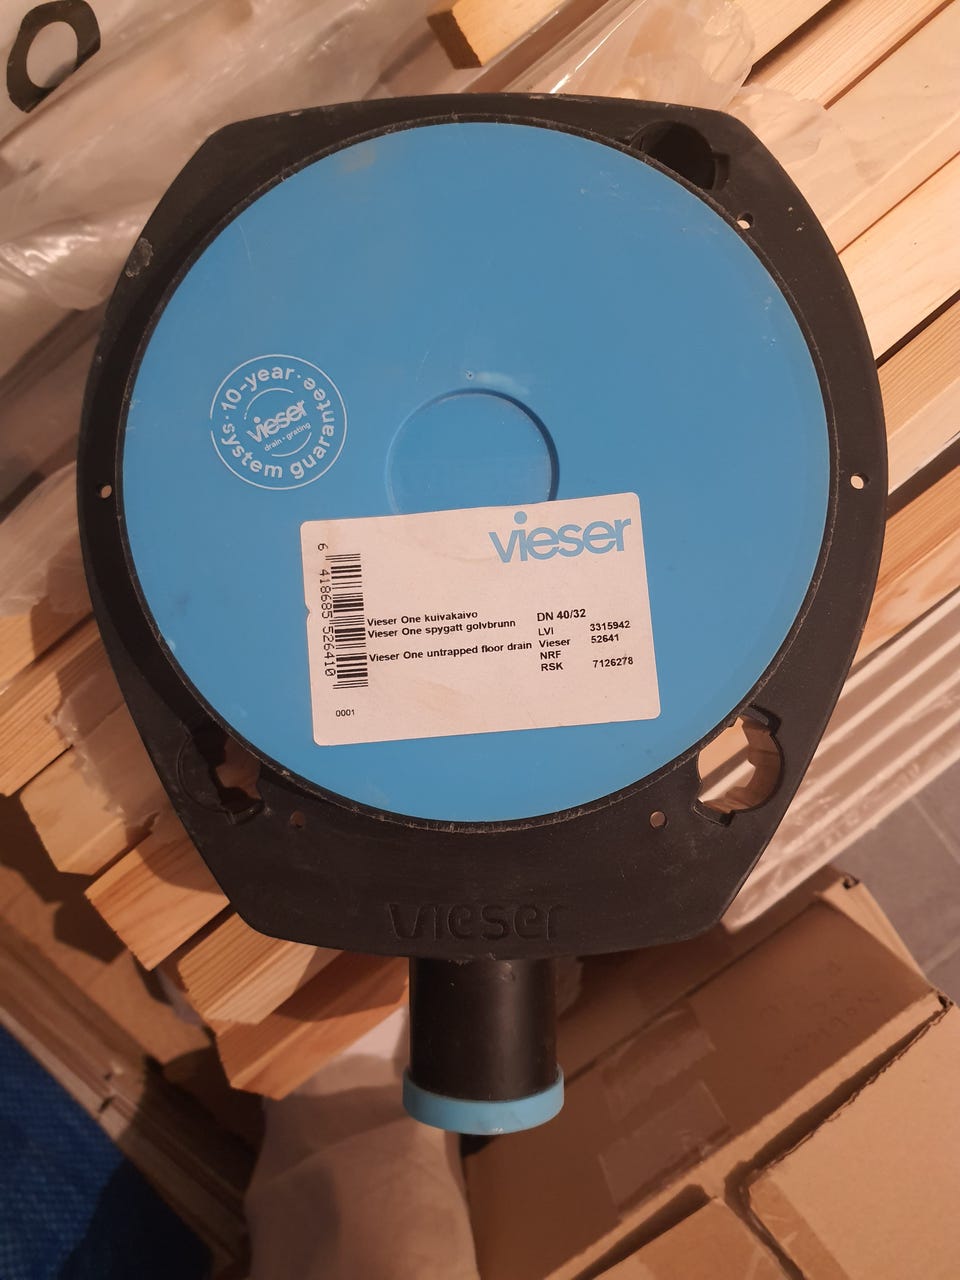 10-year
system guarantee
vieser
drain • grating
vieser
6 418685 526410
Vieser One kuivakaivo
Vieser One spygatt golvbrunn
Vieser One untrapped floor drain
DN 40/32
LVI 3315942
Vieser 52641
NRF
RSK 7126278
0001
vieser